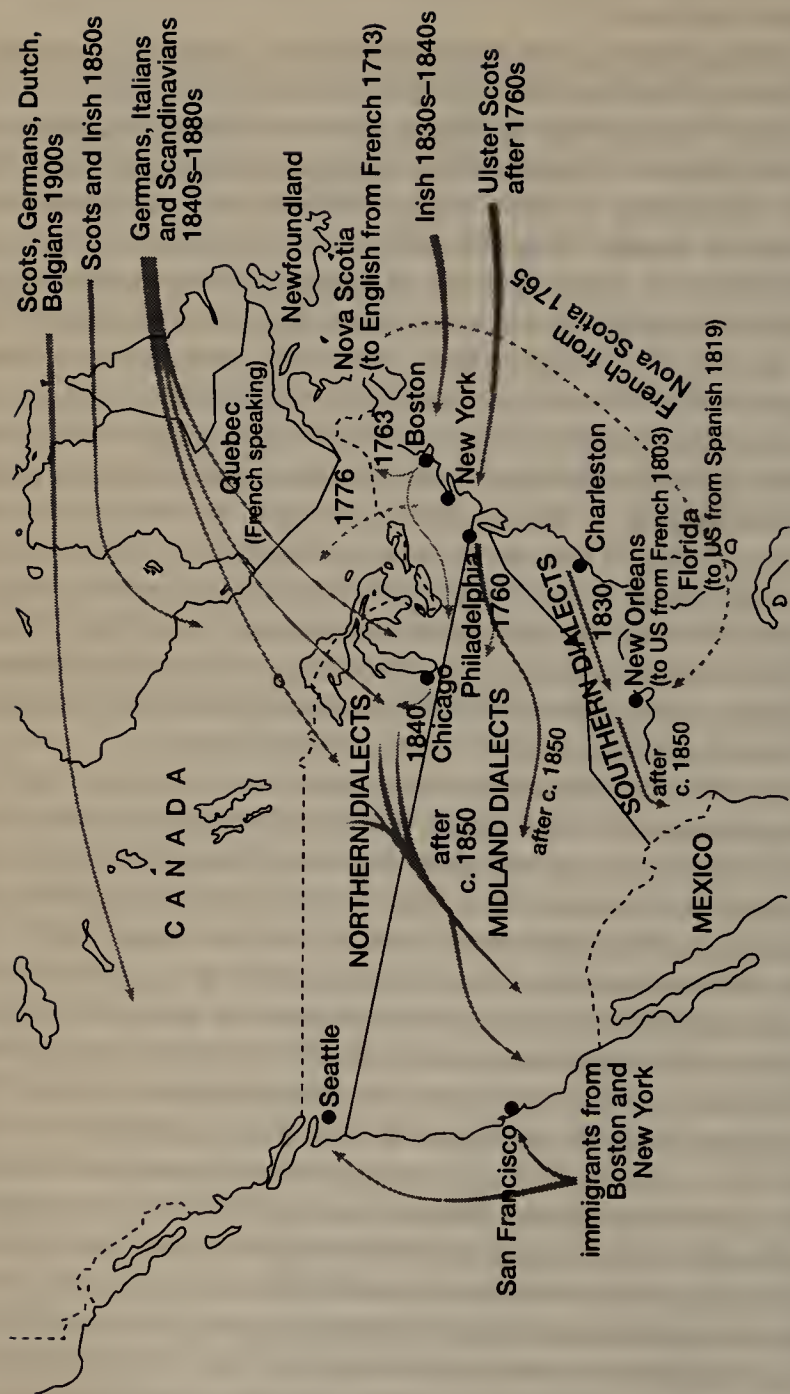 Scots, Germans, Dutch,
Belgians 1900s
Scots and Irish 1850s
Germans, Italians
and Scandinavians
1840s–1880s
Newfoundland
Nova Scotia
(to English from French 1713)
Irish 1830s–1840s
Ulster Scots
after 1760s
French from
Nova Scotia 1765
Quebec
(French speaking)
1776
1763
Boston
New York
Philadelphia
1760
Charleston
1830
SOUTHERN DIALECTS
New Orleans
(to US from French 1803)
Florida
(to US from Spanish 1819)
after
c. 1850
CANADA
NORTHERN DIALECTS
1840
Chicago
after
c. 1850
MIDLAND DIALECTS
after c. 1850
MEXICO
Seattle
San Francisco
immigrants from
Boston and
New York